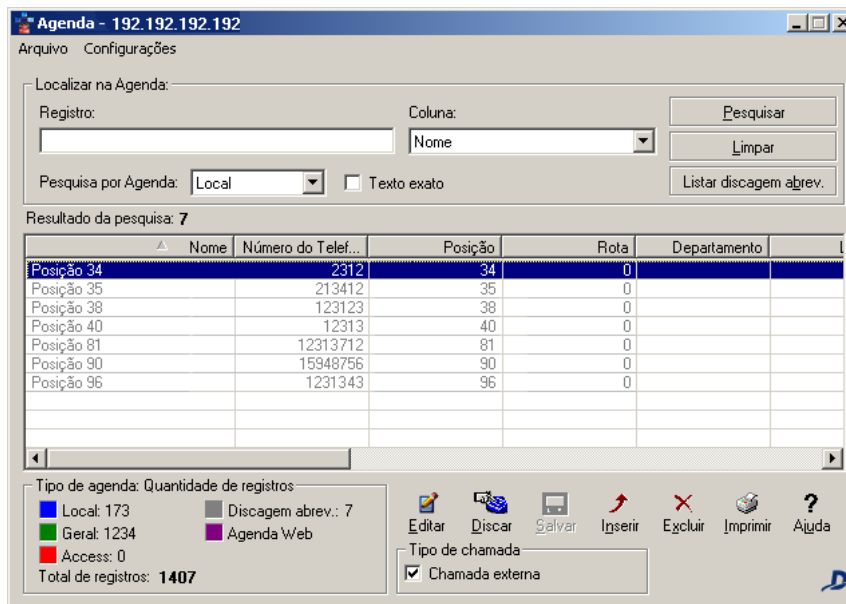 Agenda - 192.192.192.192
Arquivo Configurações
Localizar na Agenda:
Registro: Coluna:
Nome
Pesquisar
Limpar
Pesquisa por Agenda: Local Texto exato Listar discagem abrev.
Resultado da pesquisa: 7
Nome Número do Telef... Posição Rota Departamento L
Posição 34 2312 34 0
Posição 35 213412 35 0
Posição 38 123123 38 0
Posição 40 12313 40 0
Posição 81 12313712 81 0
Posição 90 15948756 90 0
Posição 96 1231343 96 0
Tipo de agenda: Quantidade de registros
Local: 173 Discagem abrev.: 7
Geral: 1234 Agenda Web
Access: 0
Total de registros: 1407
Editar Discar Salvar Inserir Excluir Imprimir Ajuda
Tipo de chamada
Chamada externa